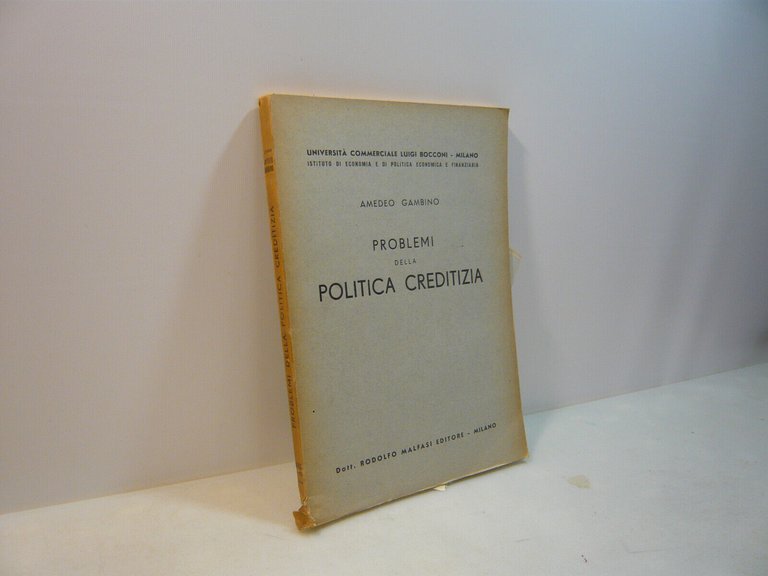 UNIVERSITÀ COMMERCIALE LUIGI BOCCONI - MILANO
ISTITUTO DI ECONOMIA E DI POLITICA ECONOMICA E FINANZIARIA
AMEDEO GAMBINO
PROBLEMI
DELLA
POLITICA CREDITIZIA
Dott. RODOLFO MALFASI EDITORE - MILANO
PROBLEMI DELLA POLITICA CREDITIZIA